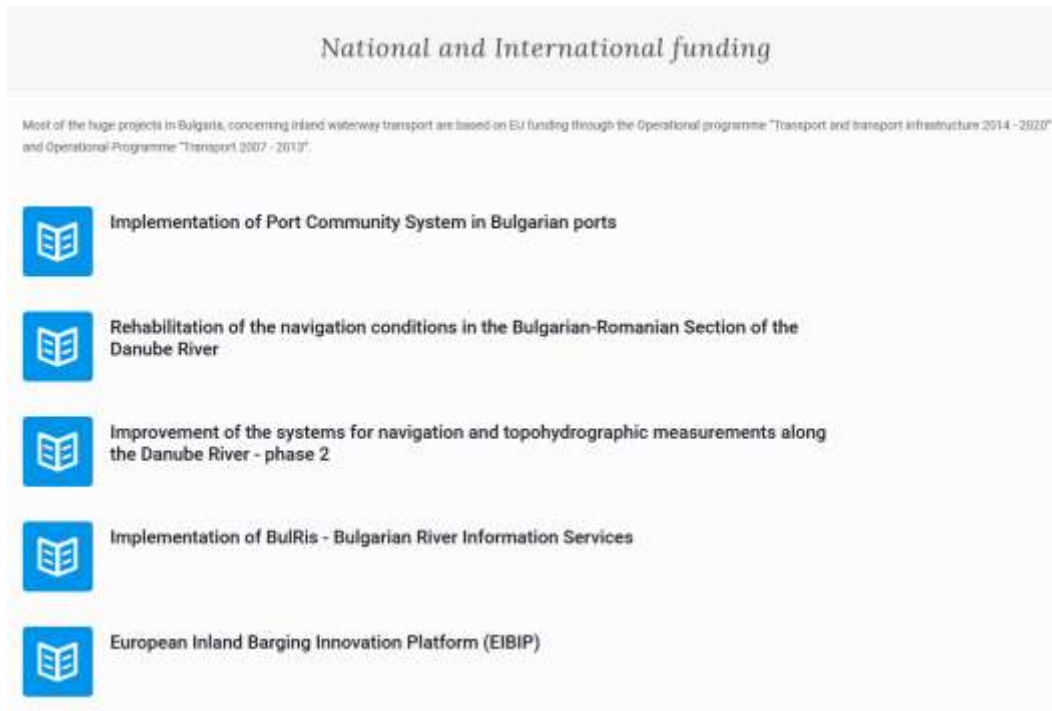 National and International funding
Most of the huge projects in Bulgaria, concerning inland waterway transport are based on EU funding through the Operational programme "Transport and transport infrastructure 2014 - 2020"
and Operational Programme "Transport 2007 - 2013".
Implementation of Port Community System in Bulgarian ports
Rehabilitation of the navigation conditions in the Bulgarian-Romanian Section of the
Danube River
Improvement of the systems for navigation and topohydrographic measurements along
the Danube River - phase 2
Implementation of BulRis - Bulgarian River Information Services
European Inland Barging Innovation Platform (EIBIP)